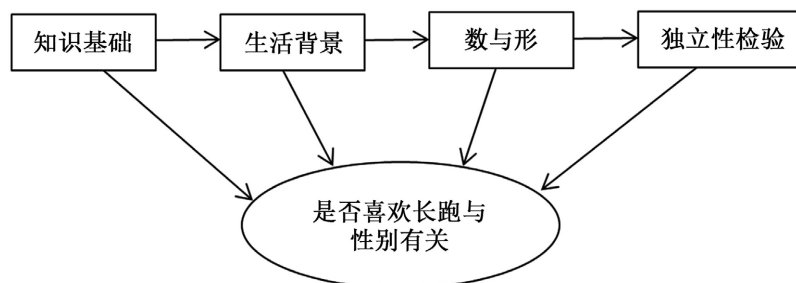 知识基础
生活背景
数与形
独立性检验
是否喜欢长跑与
性别有关